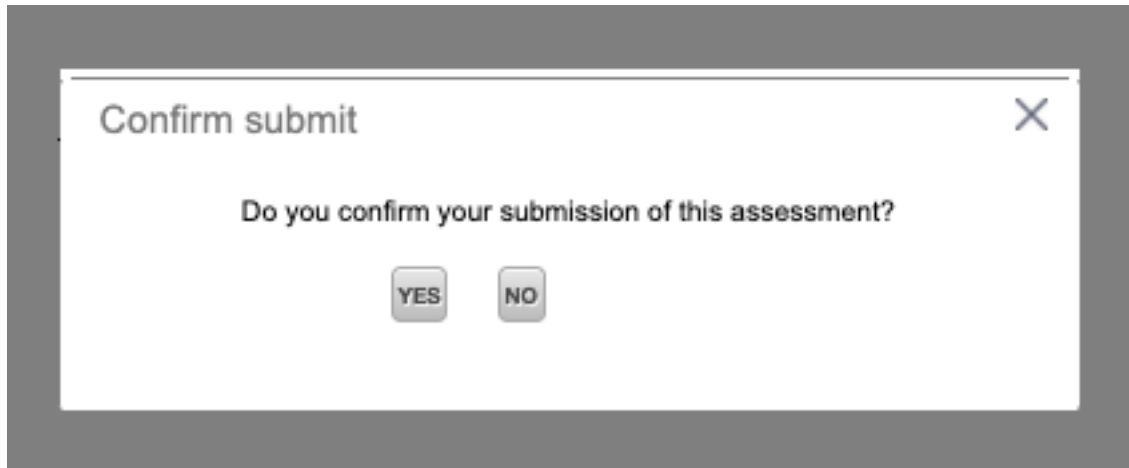 Confirm submit
Do you confirm your submission of this assessment?
YES NO